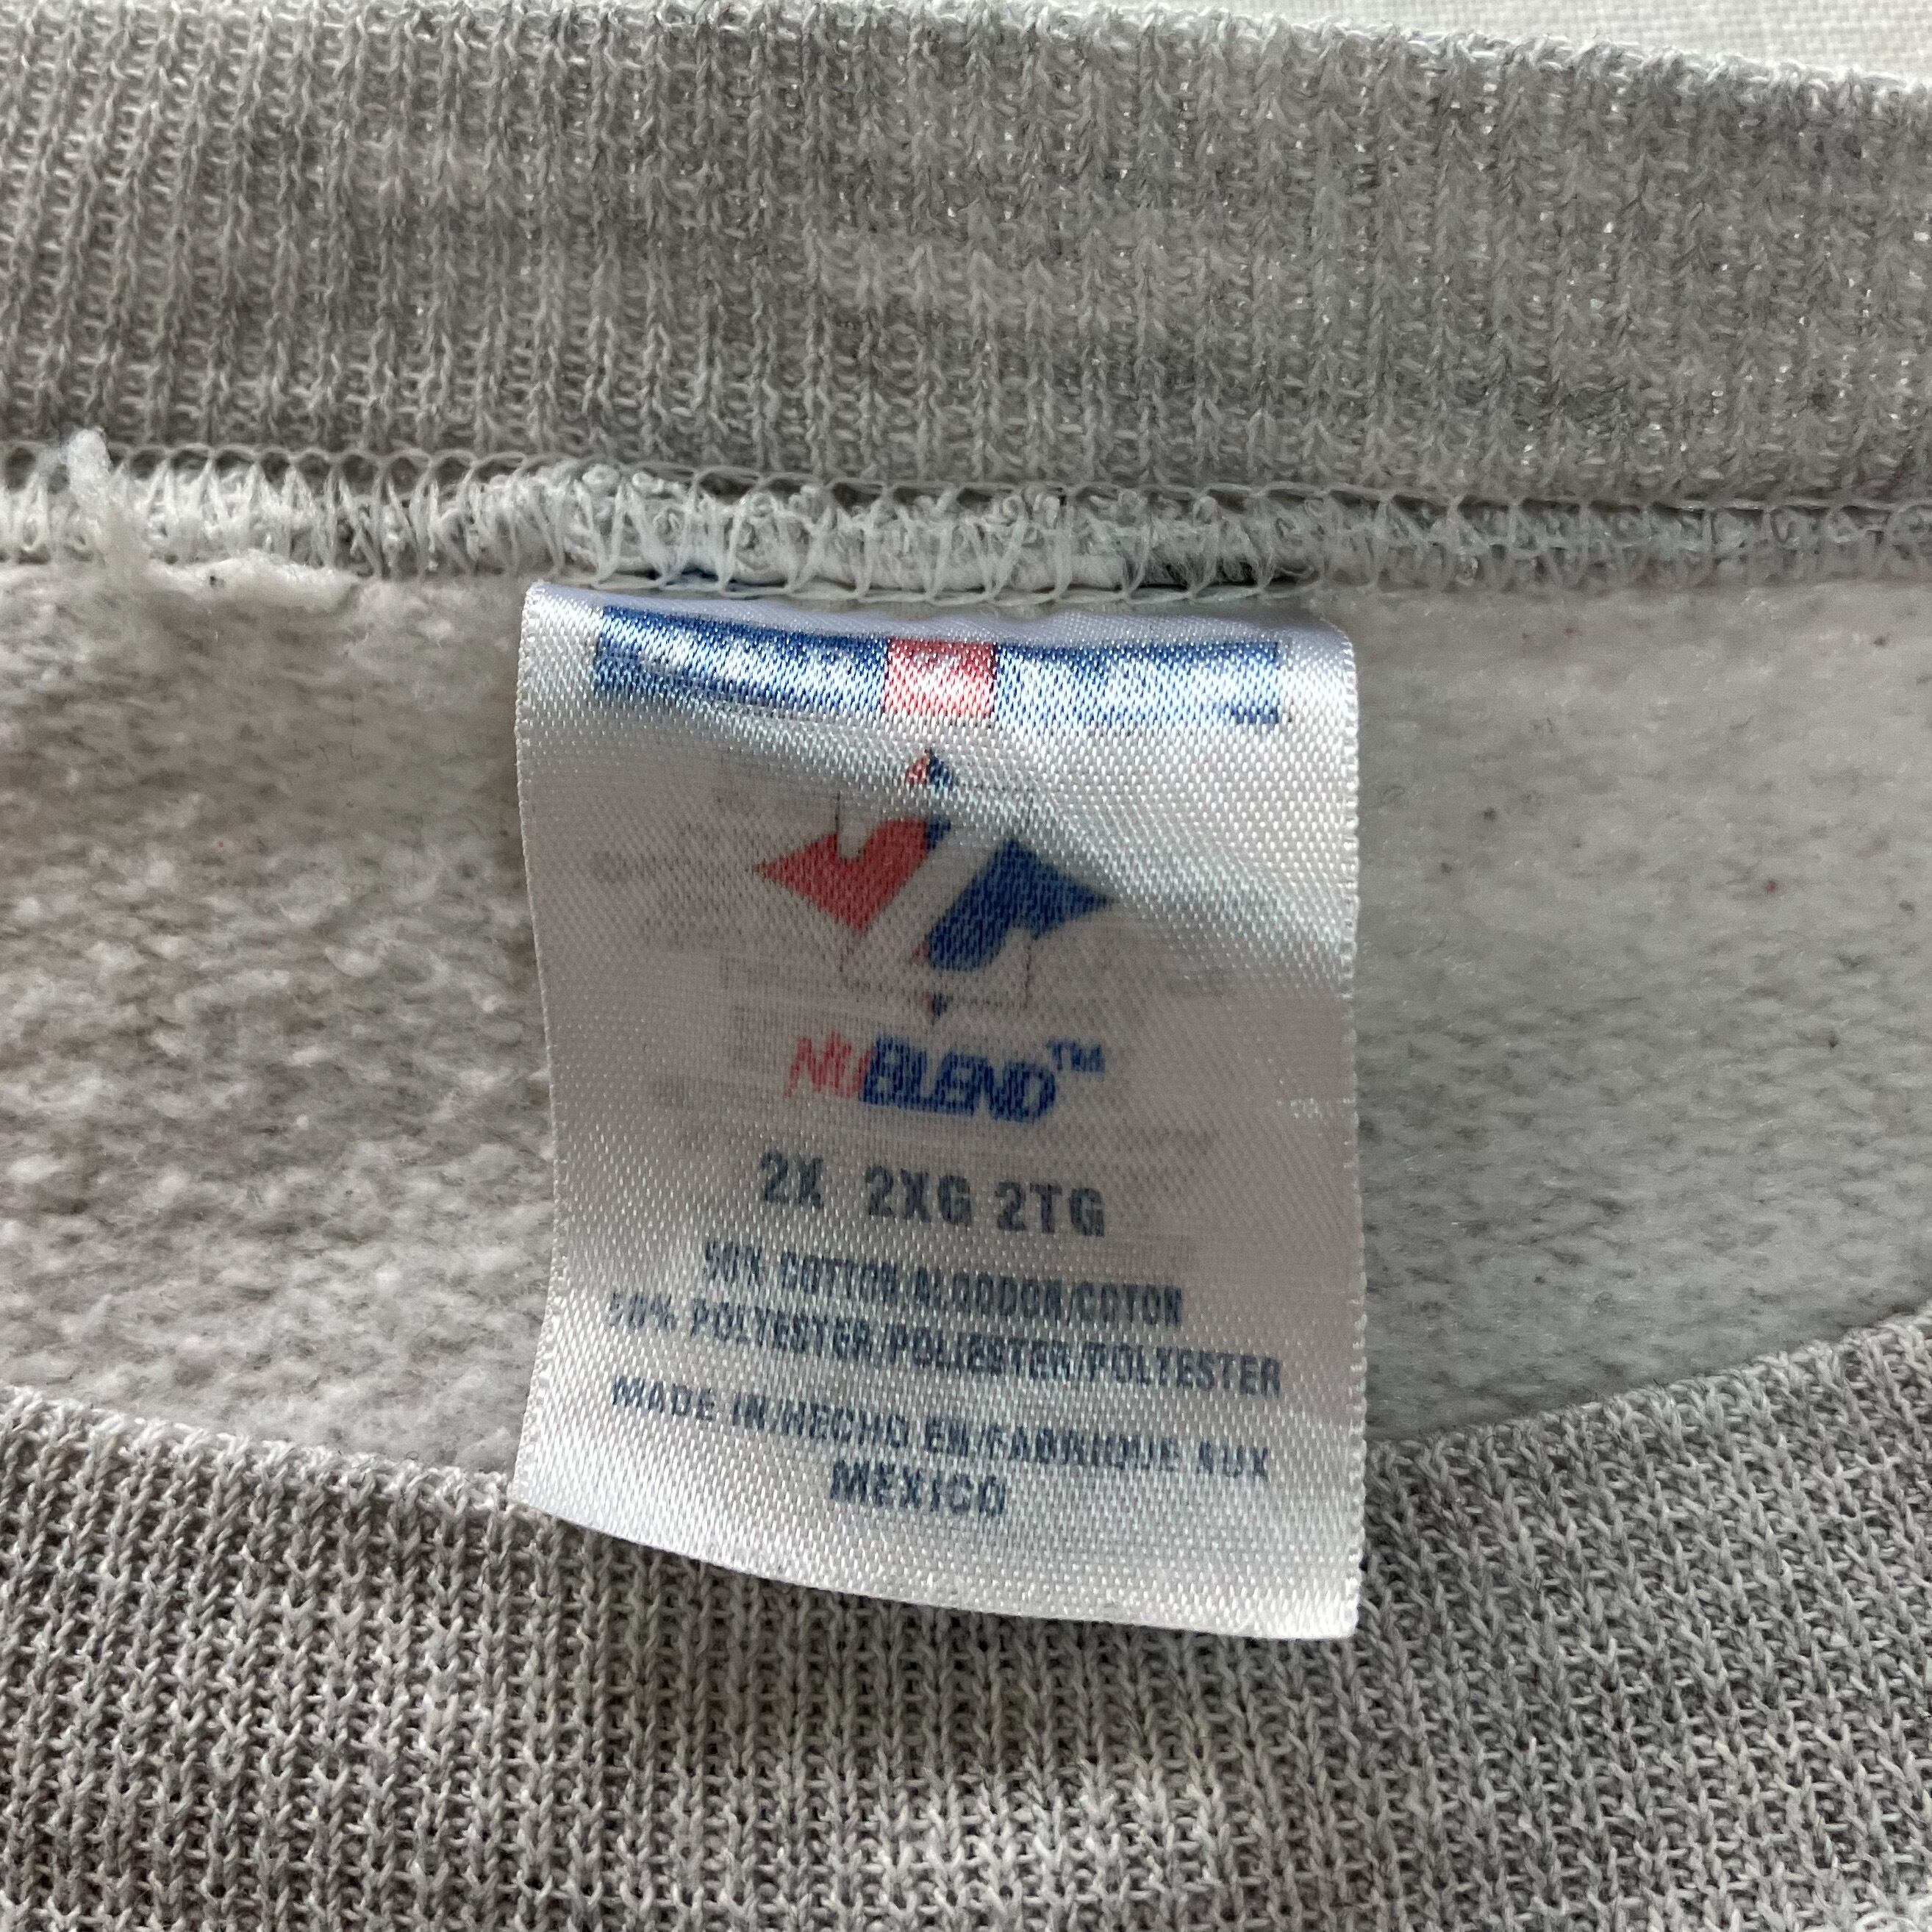 NUBLEND™
2X 2XG 2TG
50% COTTON/ALGODON/COTON
50% POLYESTER/POLIESTER/POLYESTER
MADE IN/HECHO EN/FABRIQUE AUX
MEXICO